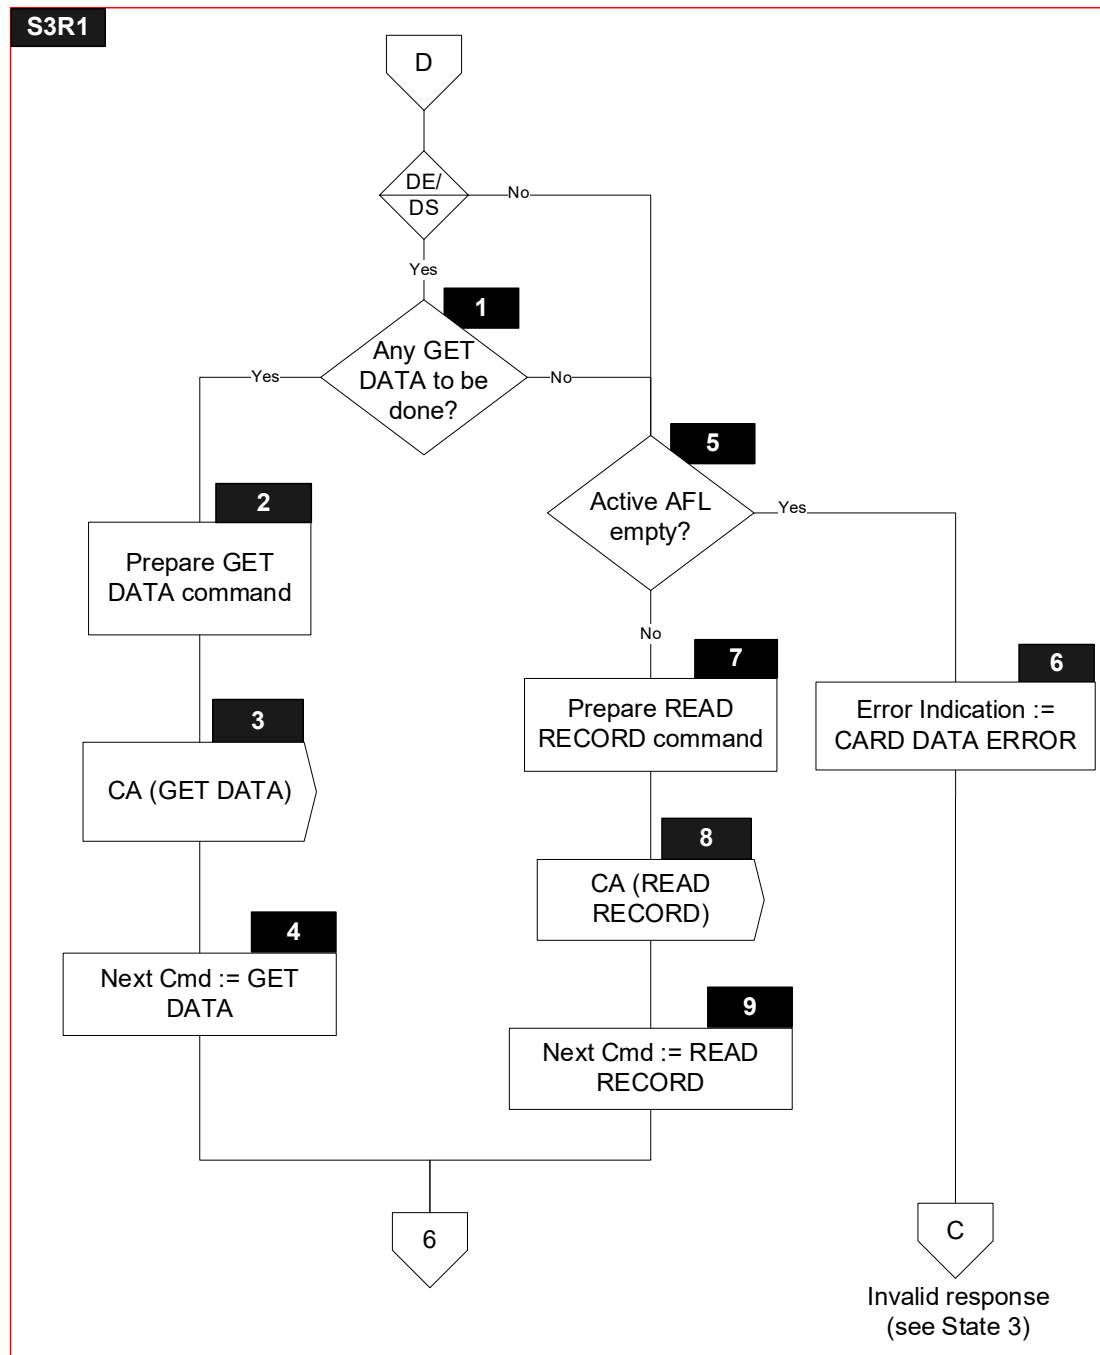 S3R1
D
DE/
DS
No
Yes
1
Any GET
DATA to be
done?
Yes
No
5
Active AFL
empty?
Yes
No
2
Prepare GET
DATA command
3
CA (GET DATA)
4
Next Cmd := GET
DATA
7
Prepare READ
RECORD command
8
CA (READ
RECORD)
9
Next Cmd := READ
RECORD
6
Error Indication :=
CARD DATA ERROR
6
C
Invalid response
(see State 3)